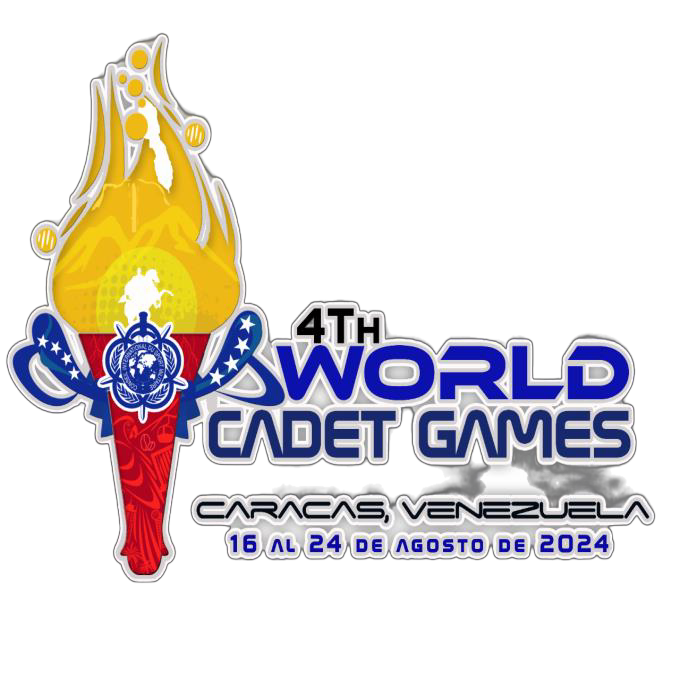 4TH
WORLD
CADET GAMES
CARACAS, VENEZUELA
16 AL 24 DE AGOSTO DE 2024